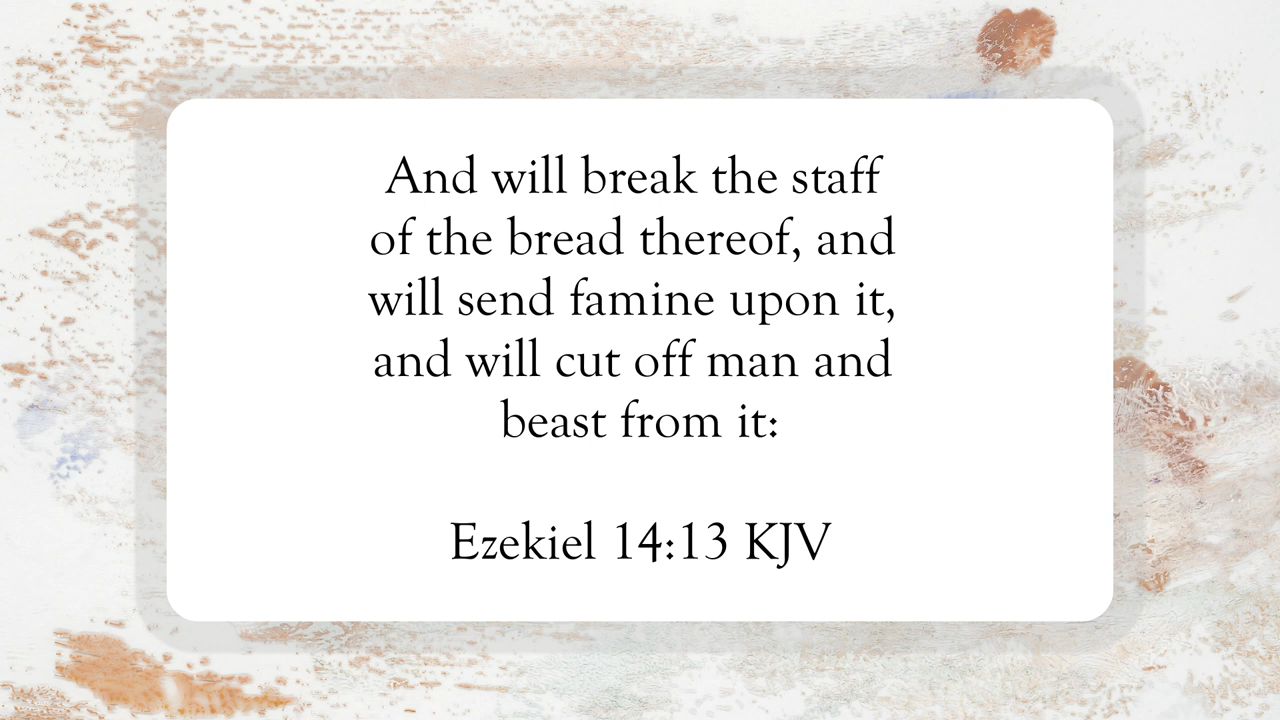 And will break the staff
of the bread thereof, and
will send famine upon it,
and will cut off man and
beast from it:
Ezekiel 14:13 KJV